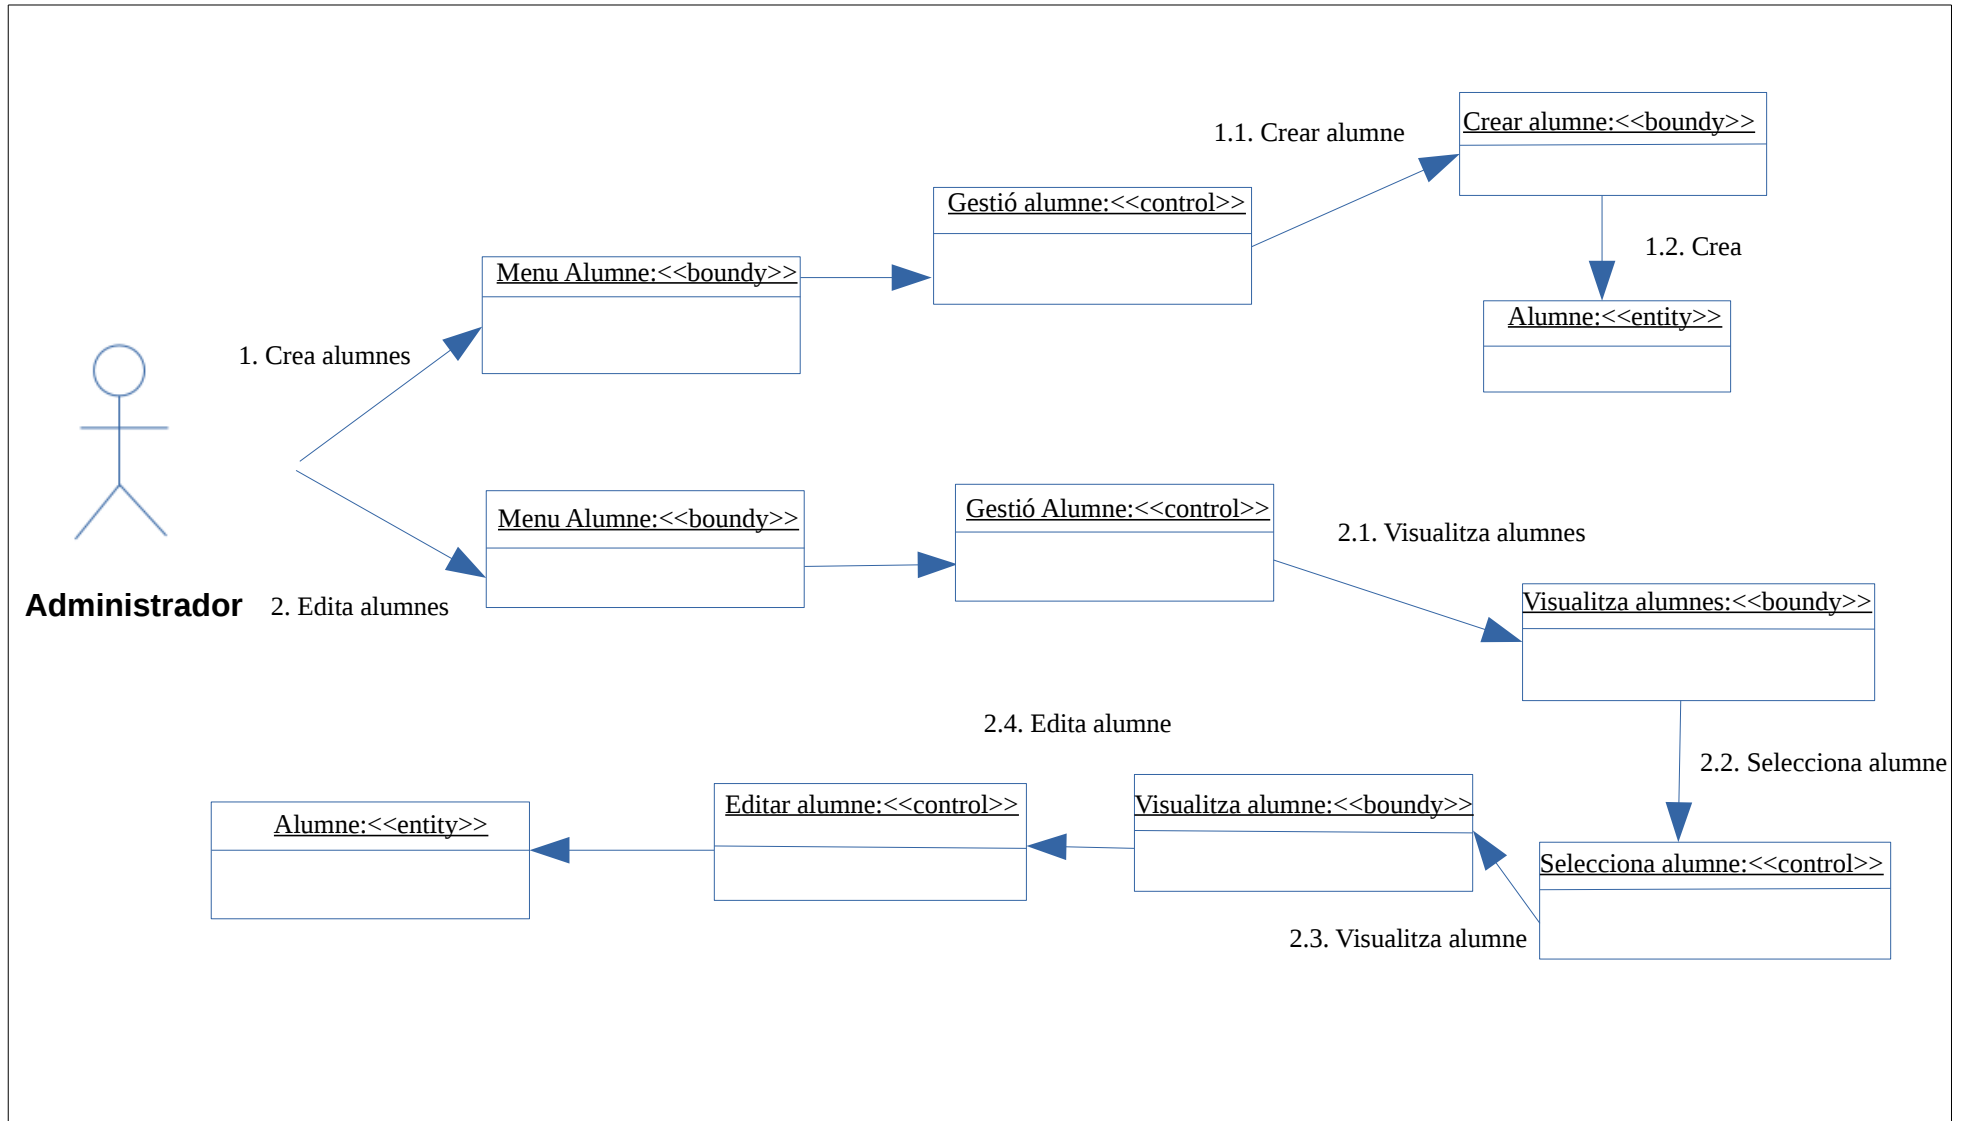 1.1. Crear alumne
Crear alumne:<<boundy>>
Gestió alumne:<<control>>
1.2. Crea
Menu Alumne:<<boundy>>
Alumne:<<entity>>
1. Crea alumnes
Menu Alumne:<<boundy>>
Gestió Alumne:<<control>>
2.1. Visualitza alumnes
Administrador
2. Edita alumnes
Visualitza alumnes:<<boundy>>
2.4. Edita alumne
2.2. Selecciona alumne
Alumne:<<entity>>
Editar alumne:<<control>>
Visualitza alumne:<<boundy>>
Selecciona alumne:<<control>>
2.3. Visualitza alumne